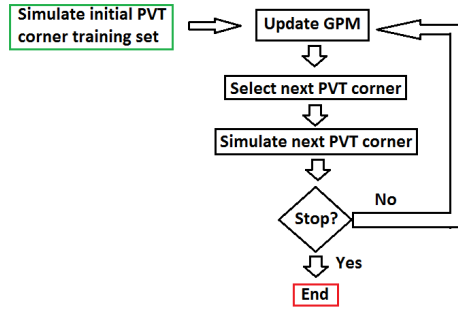 Simulate initial PVT
corner training set
Update GPM
Select next PVT corner
Simulate next PVT corner
Stop?
No
Yes
End